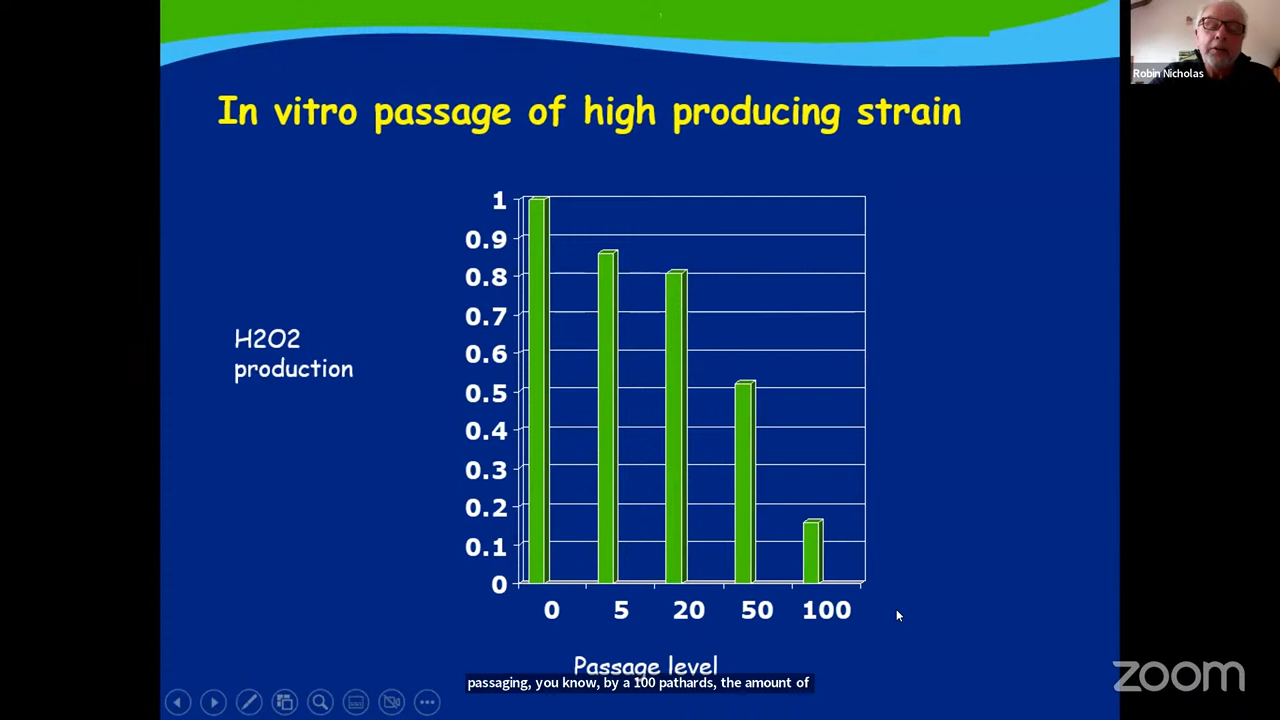 In vitro passage of high producing strain
Robin Nicholas
1
0.9
0.8
0.7
0.6
0.5
0.4
0.3
0.2
0.1
0
H2O2
production
0 5 20 50 100
Passage level
passaging, you know, by a 100 pathards, the amount of
zoom